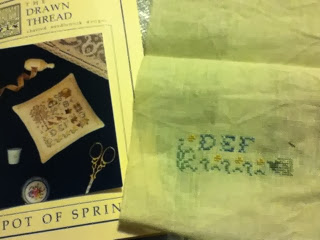 THE
DRAWN
THREAD
POT OF SPRIN
DEF